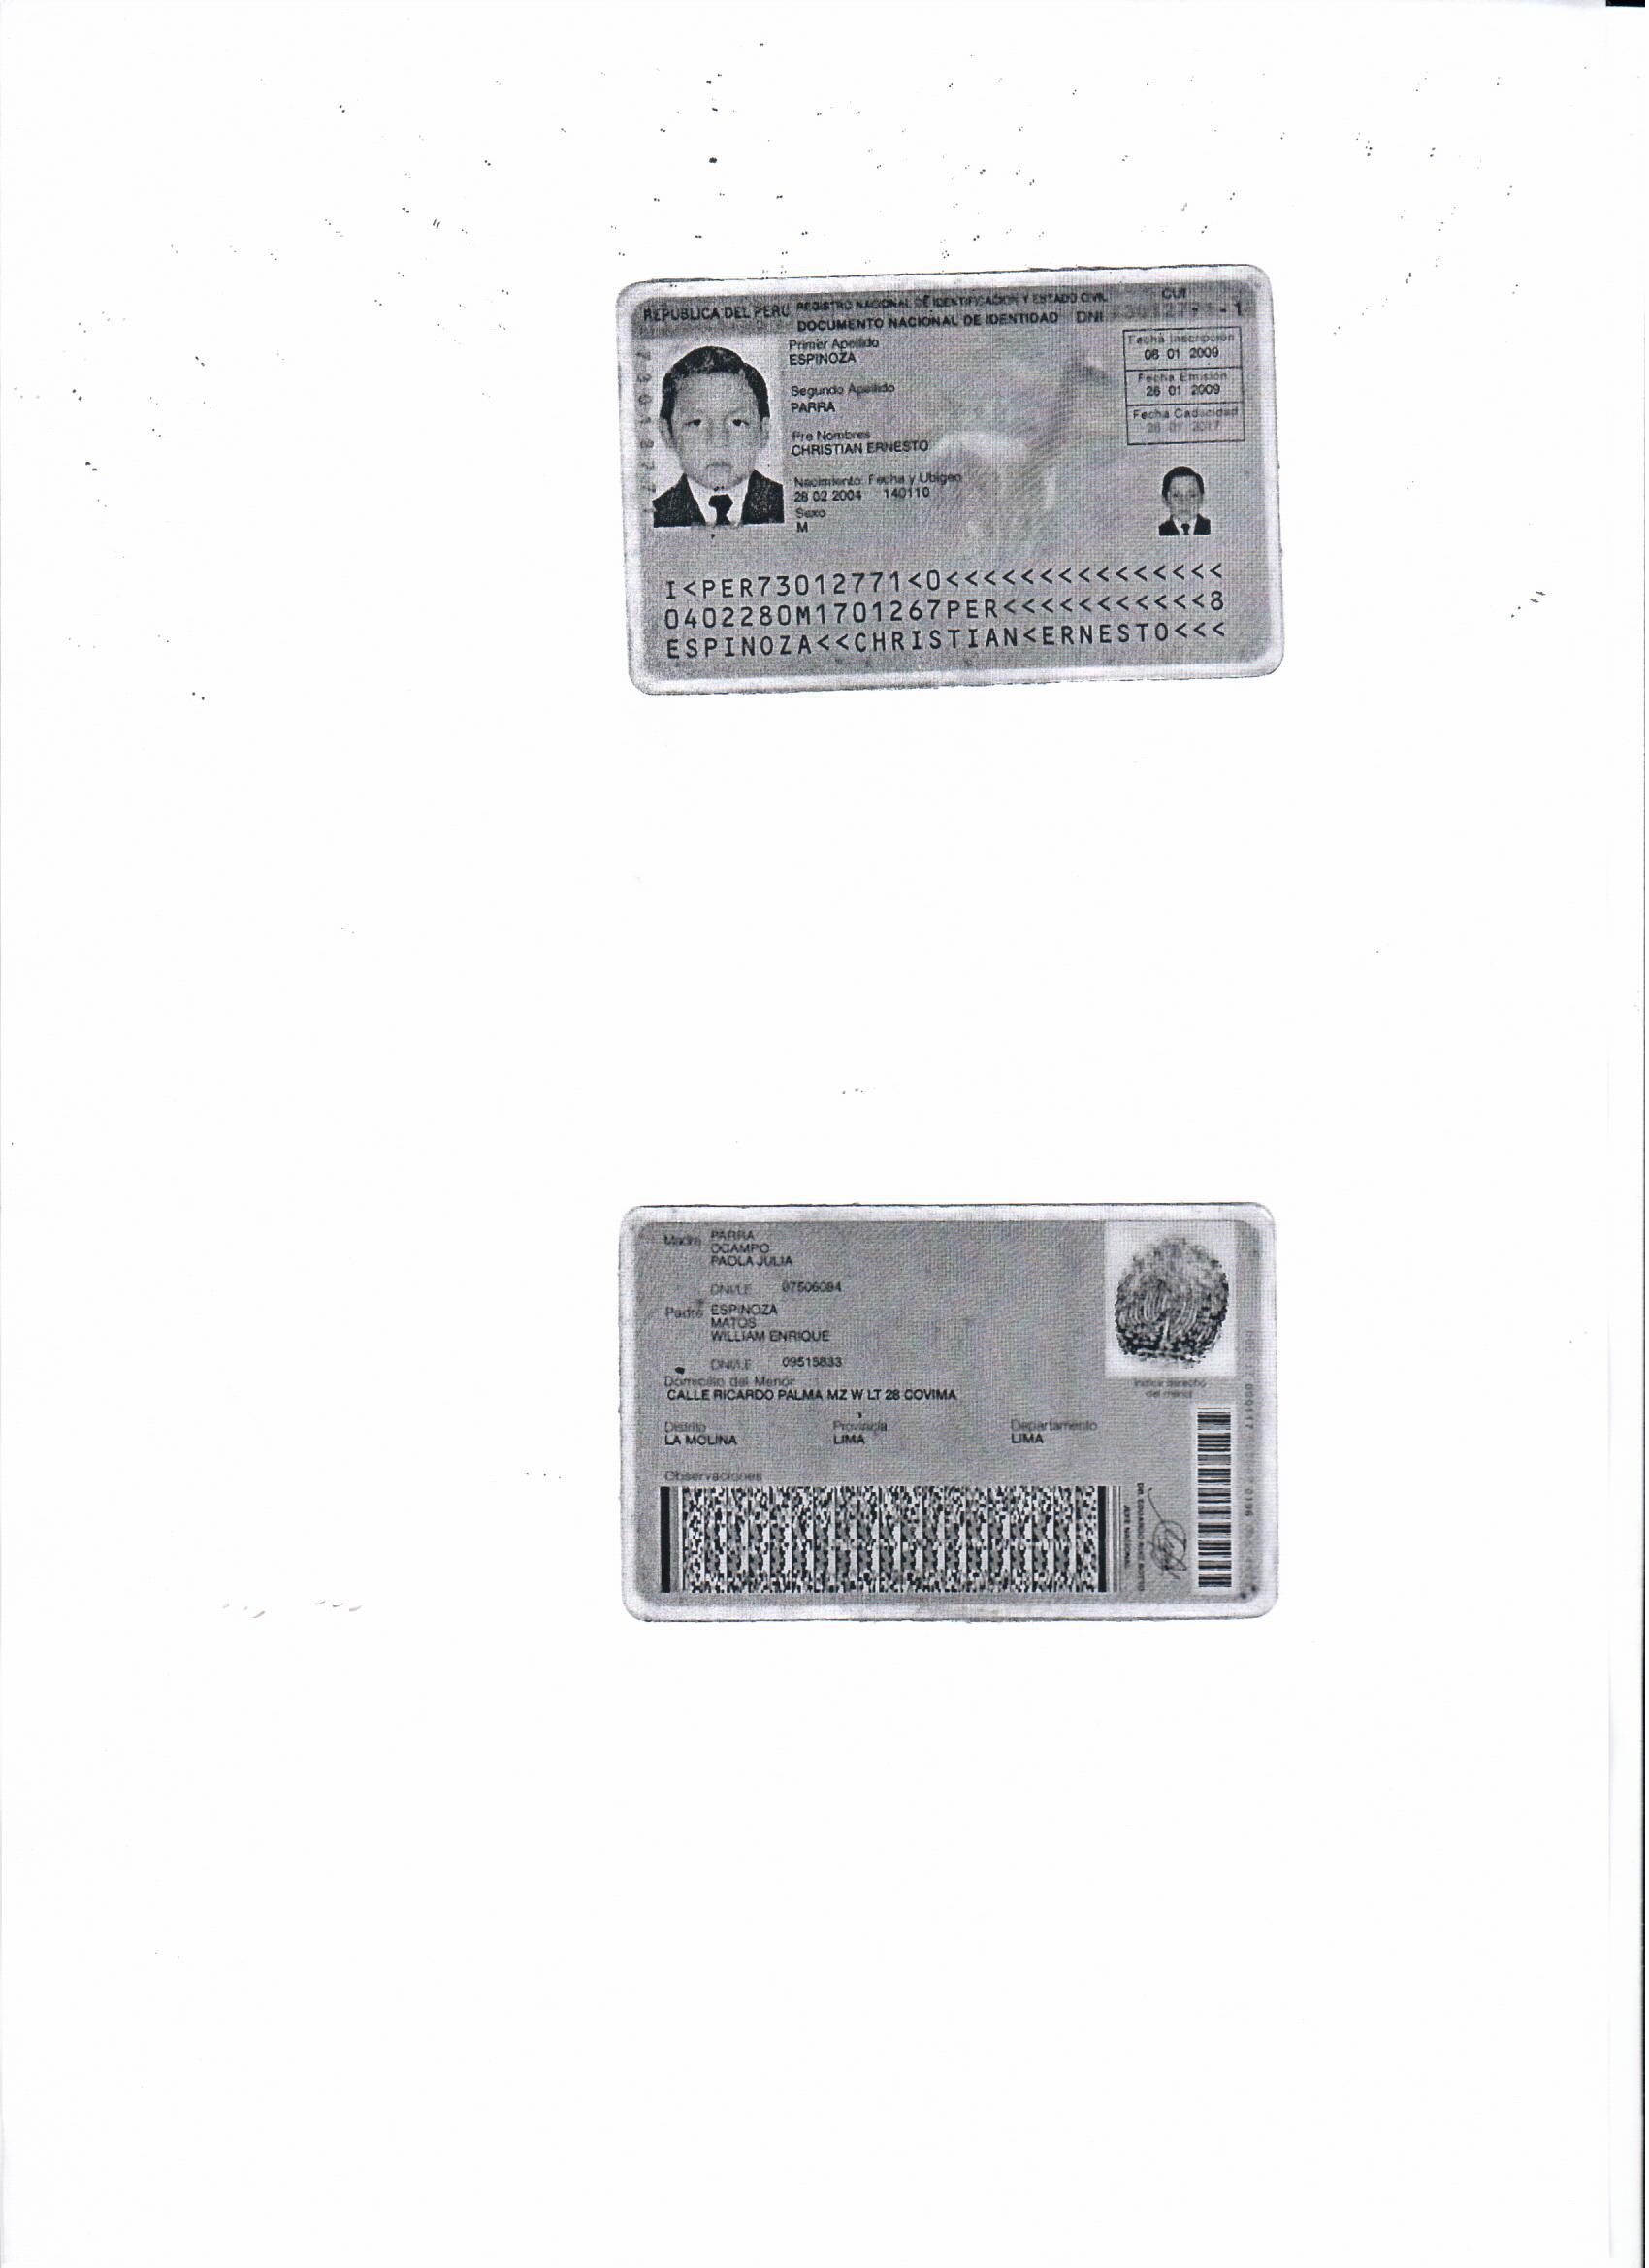 REPUBLICA DEL PERU REGISTRO NACIONAL DE IDENTIFICACION Y ESTADO CIVIL CUI
DOCUMENTO NACIONAL DE IDENTIDAD DNI - 1
Primer Apellido
ESPINOZA
Segundo Apellido
PARRA
Pre Nombres
CHRISTIAN ERNESTO
Nacimiento: Fecha y Ubigeo
28 02 2004 140110
Sexo
M
Fecha Inscripción
06 01 2009
Fecha Emisión
26 01 2009
Fecha Caducidad
26 01 2017
I<PER73012771<0<<<<<<<<<<<<<<<
0402280M1701267PER<<<<<<<<<<<8
ESPINOZA<<CHRISTIAN<ERNESTO<<<
Madre PARRA
OCAMPO
PAOLA JULIA
DNI/LE 07506094
Padre ESPINOZA
MATOS
WILLIAM ENRIQUE
DNI/LE 09515833
Domicilio del Menor
CALLE RICARDO PALMA MZ W LT 28 COVIMA
Distrito Provincia Departamento
LA MOLINA LIMA LIMA
Observaciones
Indice derecho
del menor